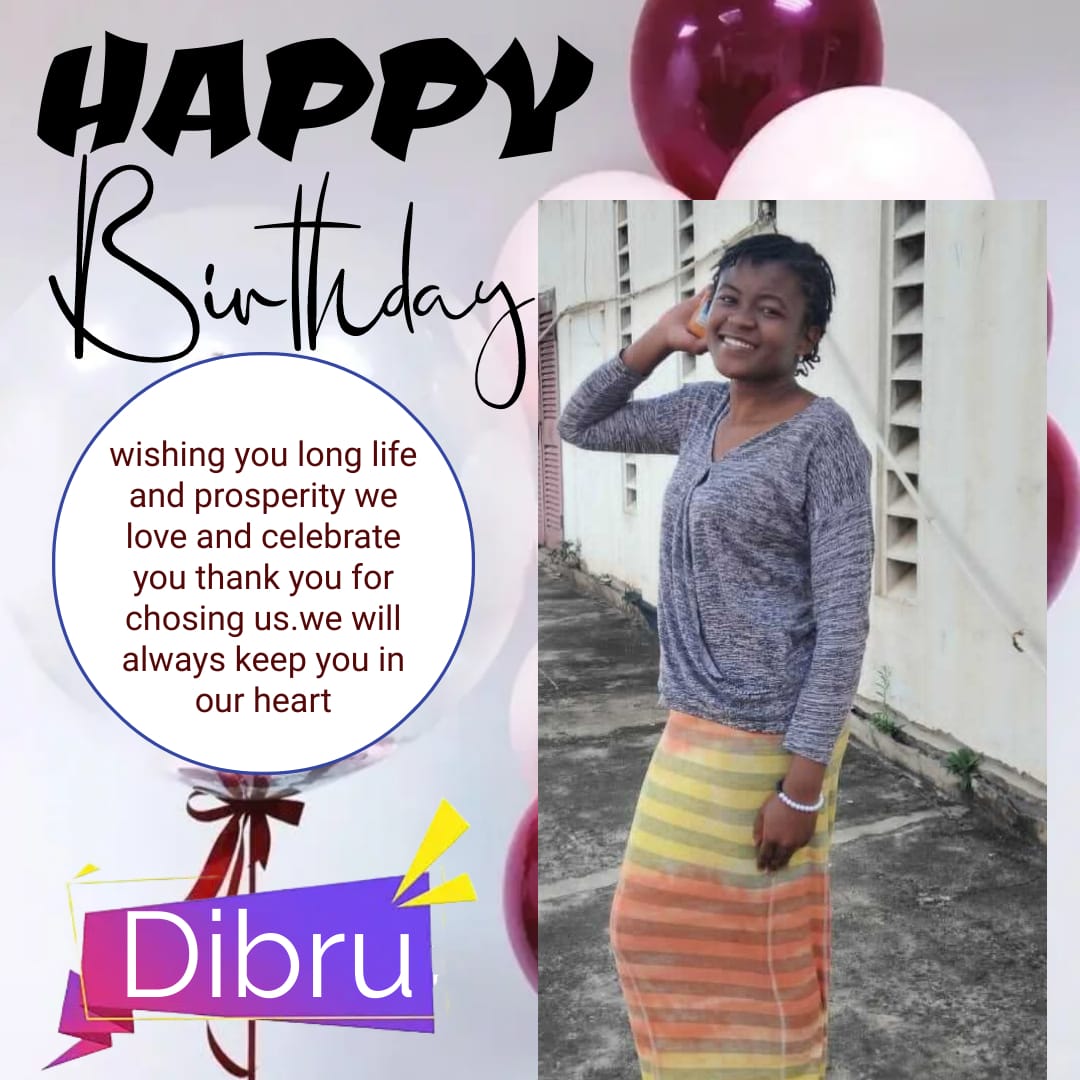 HAPPY
Birthday
wishing you long life
and prosperity we
love and celebrate
you thank you for
chosing us.we will
always keep you in
our heart
Dibru